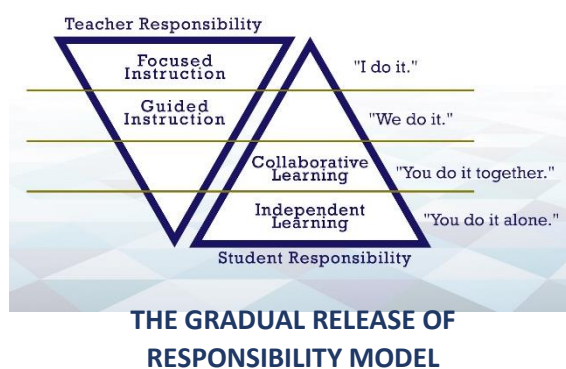 Teacher Responsibility
Focused
Instruction
"I do it."
Guided
Instruction
"We do it."
Collaborative
Learning
"You do it together."
Independent
Learning
"You do it alone."
Student Responsibility
THE GRADUAL RELEASE OF
RESPONSIBILITY MODEL